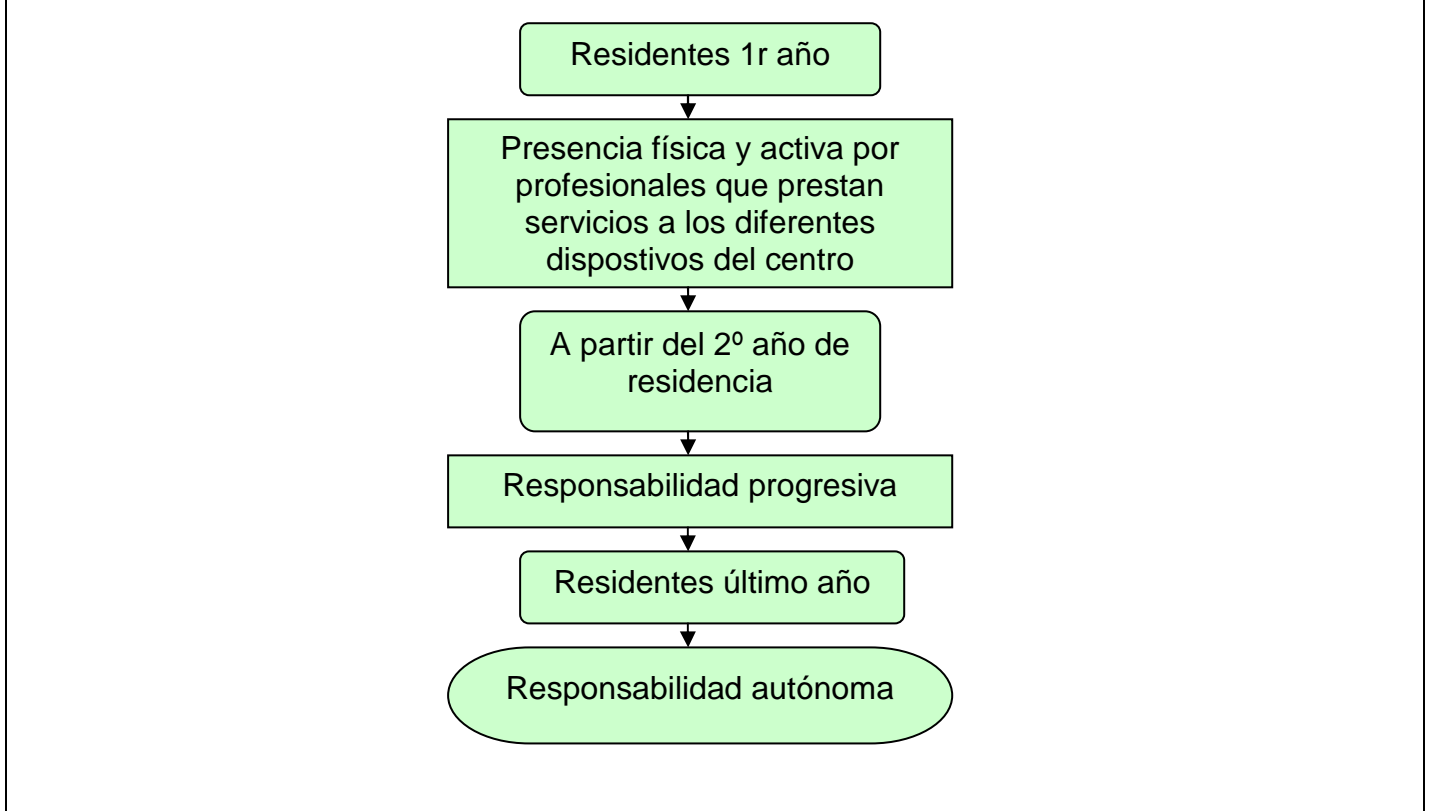 Residentes 1r año
Presencia física y activa por
profesionales que prestan
servicios a los diferentes
dispostivos del centro
A partir del 2º año de
residencia
Responsabilidad progresiva
Residentes último año
Responsabilidad autónoma